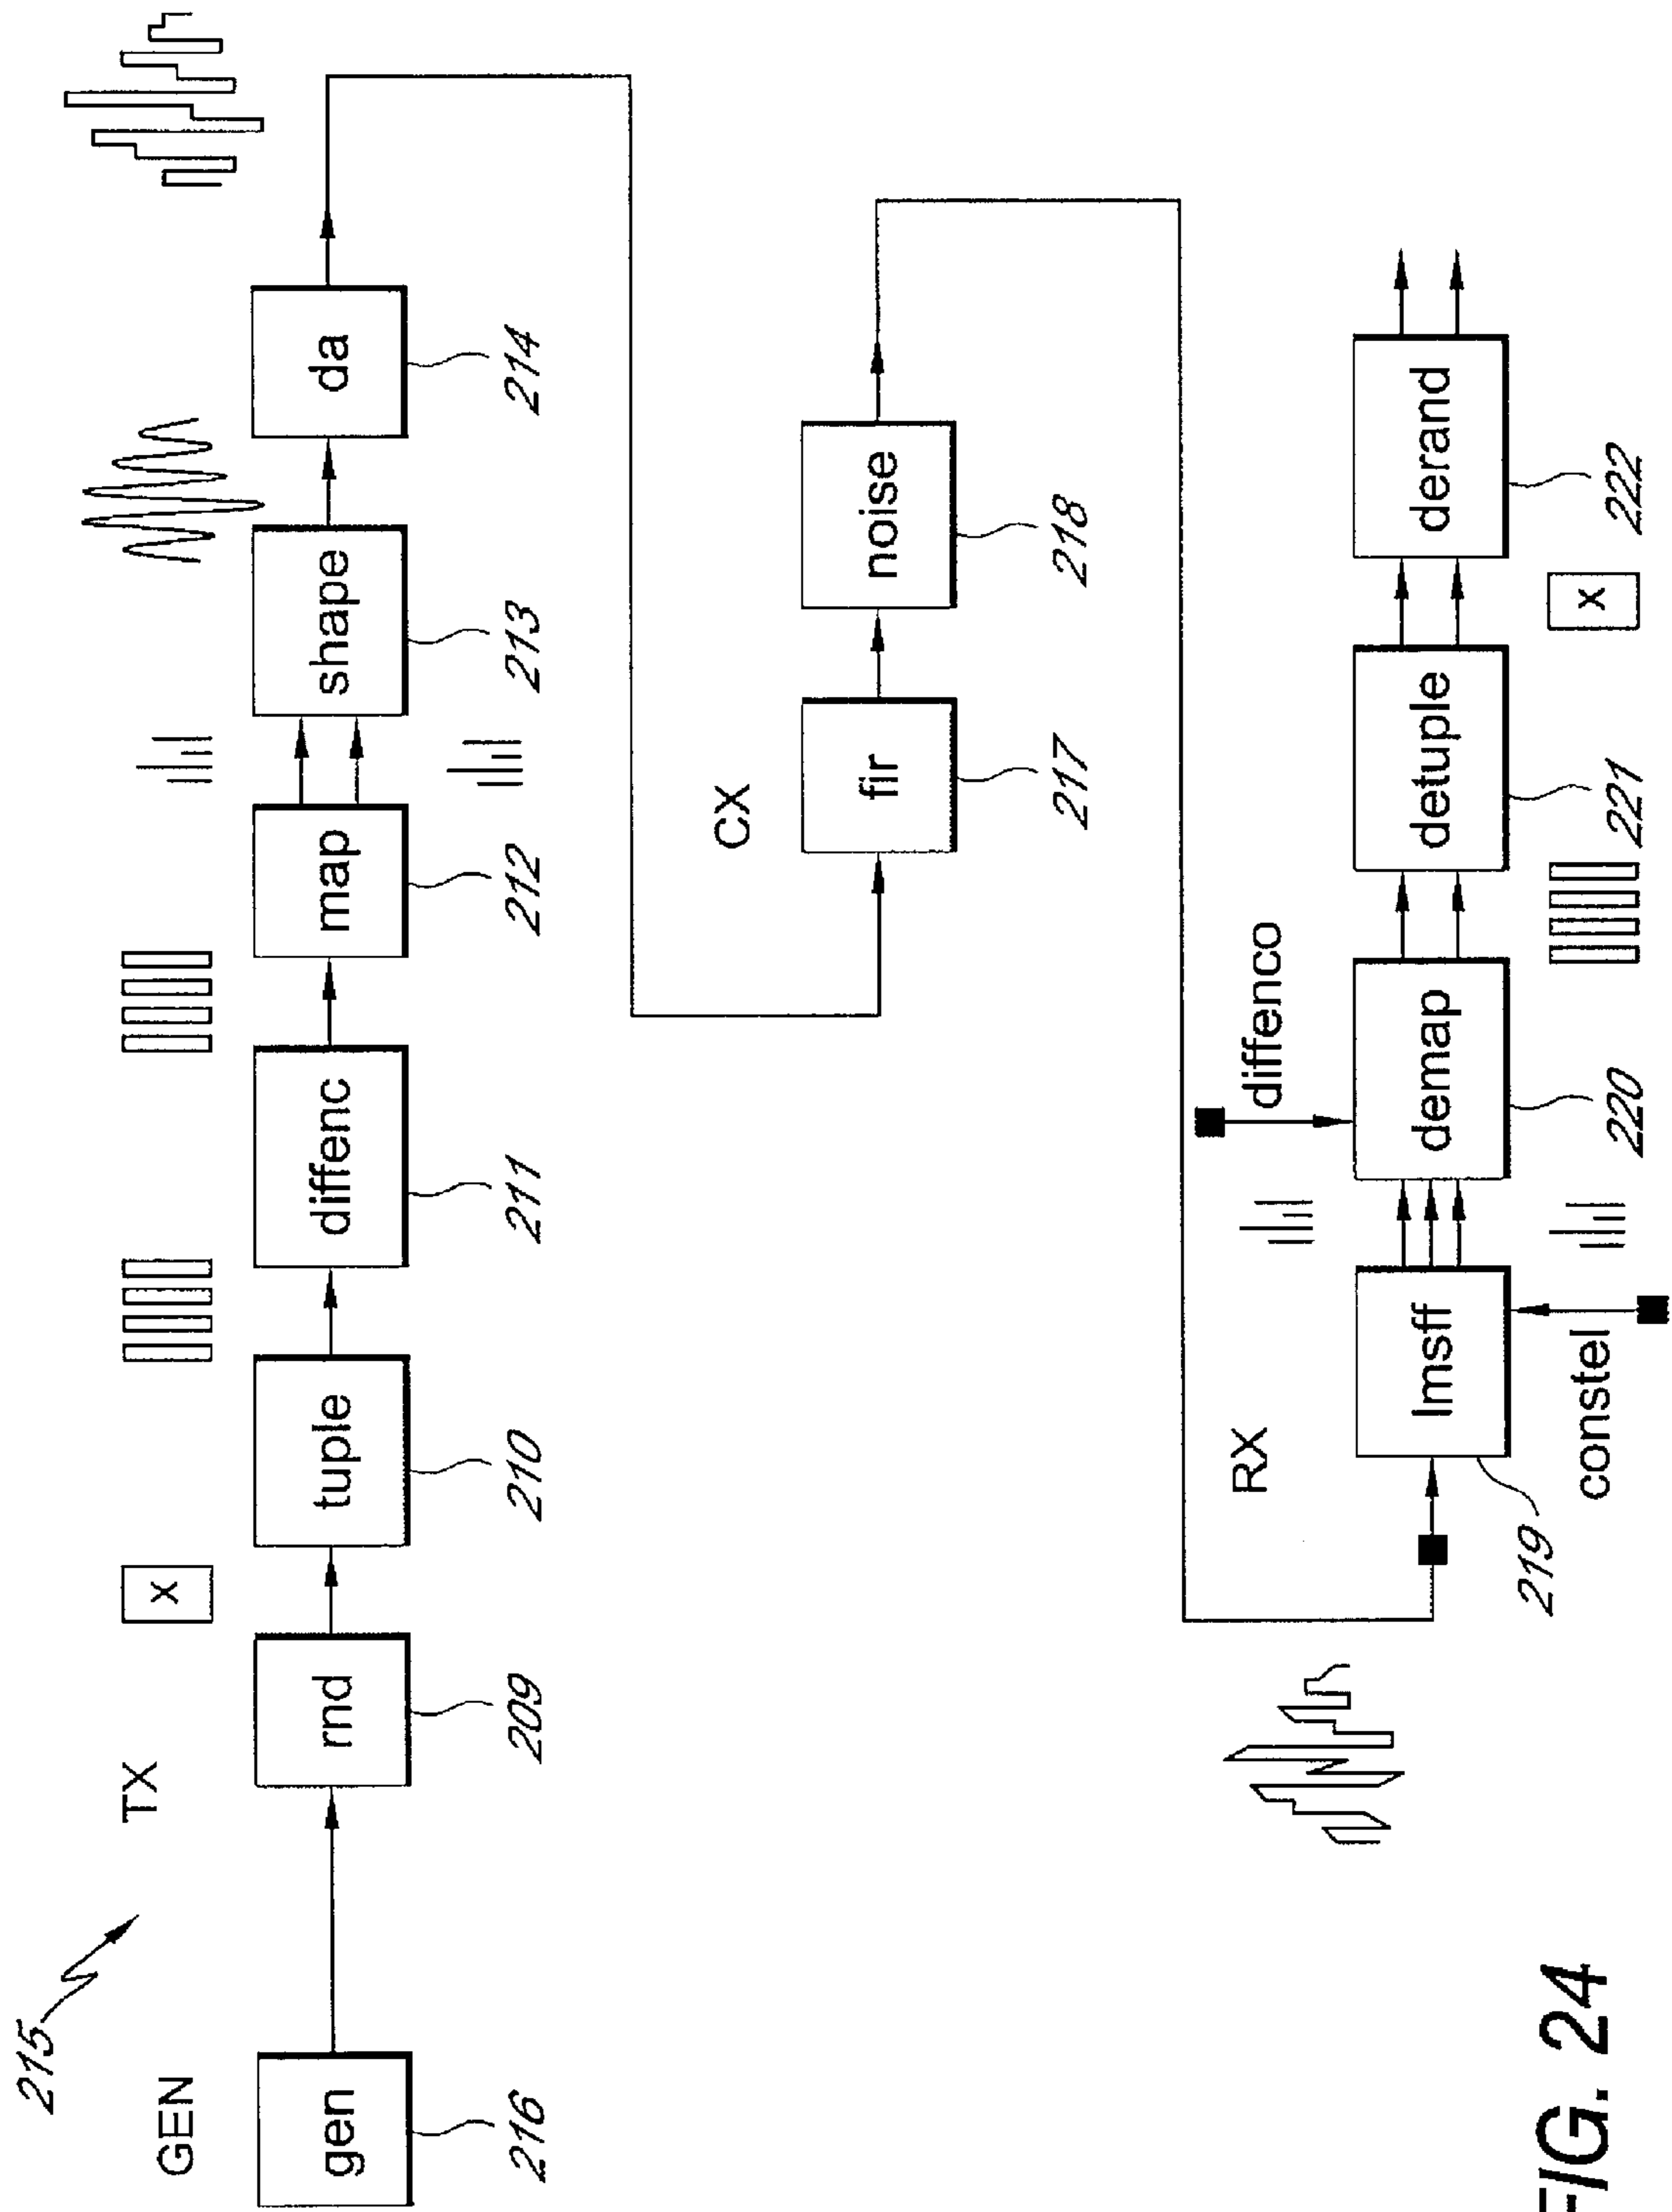 215
GEN
TX
gen
rnd
tuple
diffenc
map
shape
da
216
209
210
211
212
213
214
X
CX
fir
noise
217
218
RX
diffenco
lmsff
demap
detuple
derand
219
220
221
222
constel
X
FIG. 24